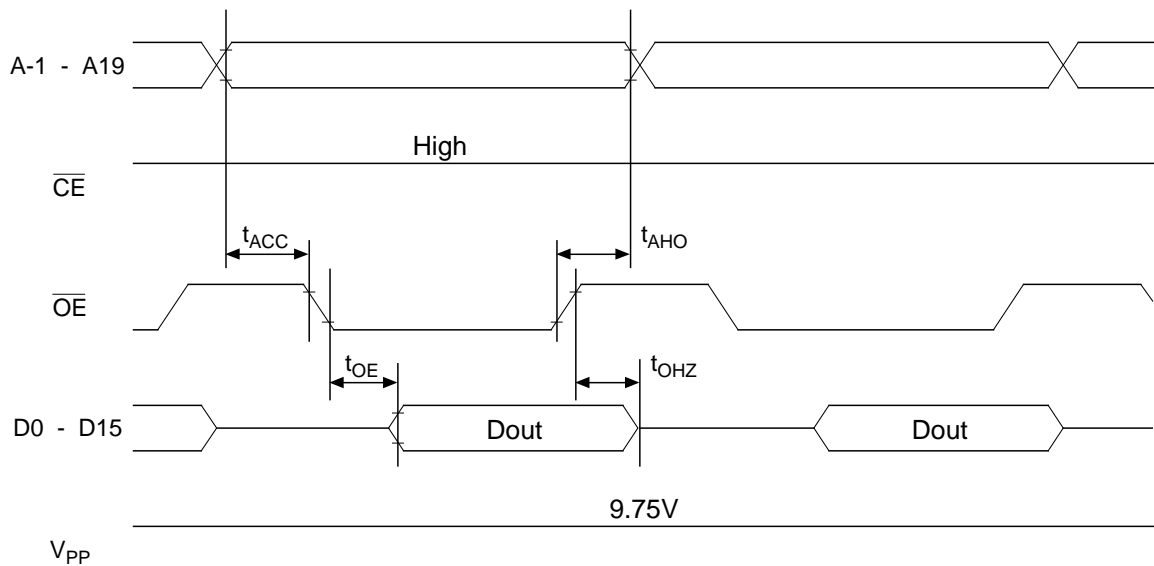 A-1 - A19
High
CE
tACC
tAHO
OE
tOE
tOHZ
D0 - D15
Dout
Dout
9.75V
VPP